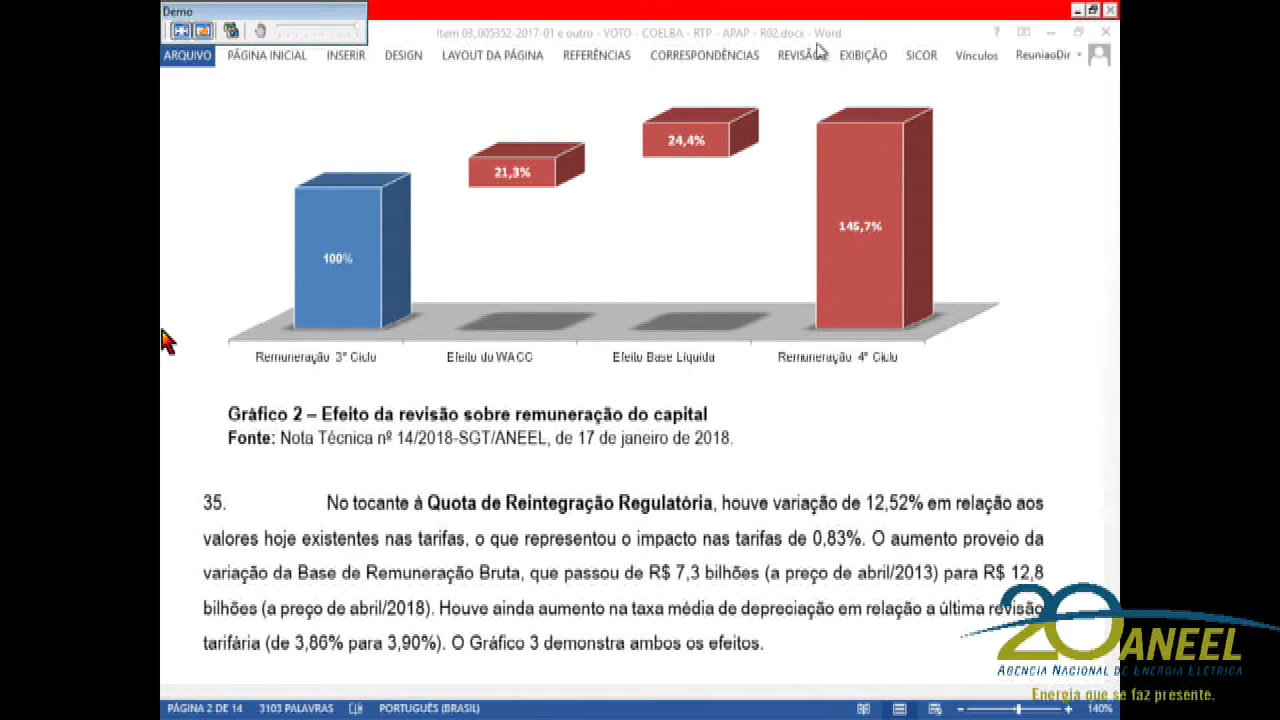 Demo
Item 03_005352-2017-01 e outro - VOTO - COELBA - RTP - APAP - R02.docx - Word
ARQUIVO PÁGINA INICIAL INSERIR DESIGN LAYOUT DA PÁGINA REFERÊNCIAS CORRESPONDÊNCIAS REVISÃO EXIBIÇÃO SICOR Vínculos ReuniaoDir
24,4%
21,3%
145,7%
100%
Remuneração 3° Ciclo Efeito do WACC Efeito Base Líquida Remuneração 4° Ciclo
Gráfico 2 – Efeito da revisão sobre remuneração do capital
Fonte: Nota Técnica nº 14/2018-SGT/ANEEL, de 17 de janeiro de 2018.
35. No tocante à Quota de Reintegração Regulatória, houve variação de 12,52% em relação aos
valores hoje existentes nas tarifas, o que representou o impacto nas tarifas de 0,83%. O aumento proveio da
variação da Base de Remuneração Bruta, que passou de R$ 7,3 bilhões (a preço de abril/2013) para R$ 12,8
bilhões (a preço de abril/2018). Houve ainda aumento na taxa média de depreciação em relação a última revisão
tarifária (de 3,86% para 3,90%). O Gráfico 3 demonstra ambos os efeitos.
20 ANEEL
AGÊNCIA NACIONAL DE ENERGIA ELÉTRICA
Energia que se faz presente.
PÁGINA 2 DE 14 3103 PALAVRAS PORTUGUÊS (BRASIL) 140%